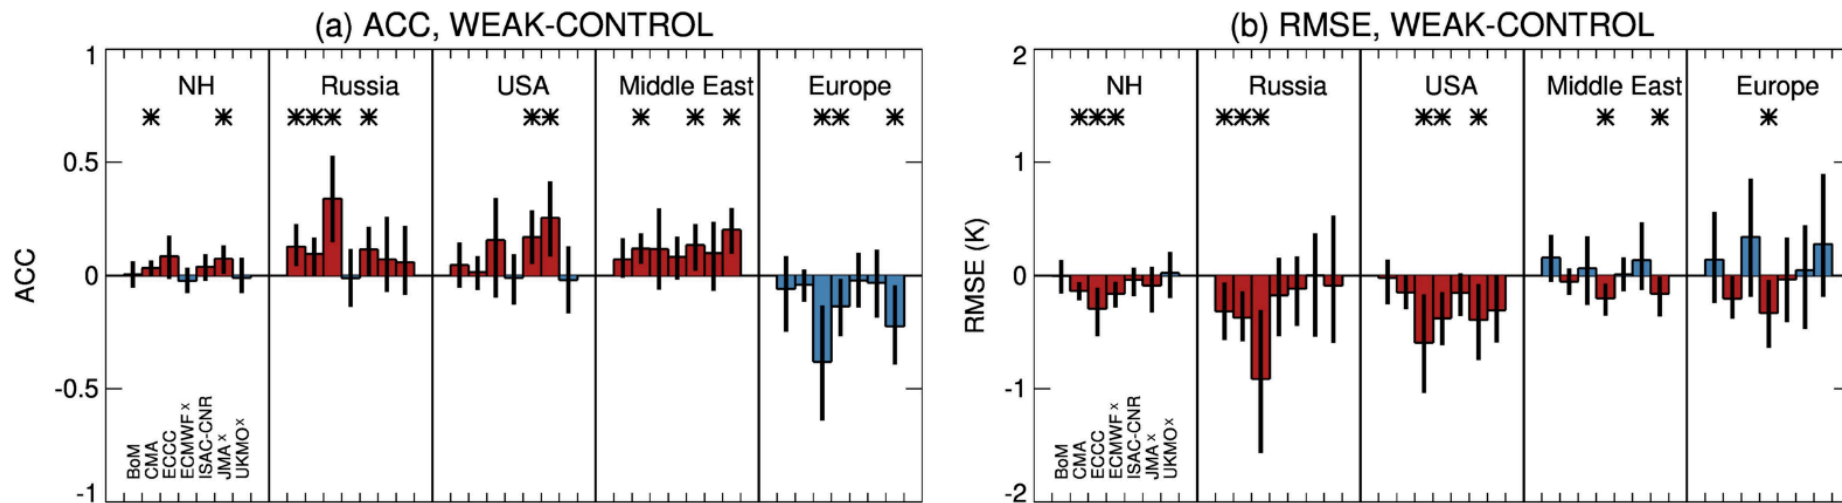 (a) ACC, WEAK-CONTROL
1
0.5
0
-0.5
-1
ACC
NH
Russia
USA
Middle East
Europe
* *
* * * *
* *
* * *
* * *
BoM
CMA
ECCC
ECMWF x
ISAC-CNR
JMA x
UKMO x
(b) RMSE, WEAK-CONTROL
2
1
0
-1
-2
RMSE (K)
NH
Russia
USA
Middle East
Europe
* * *
* * *
* * *
* *
*
BoM
CMA
ECCC
ECMWF x
ISAC-CNR
JMA x
UKMO x